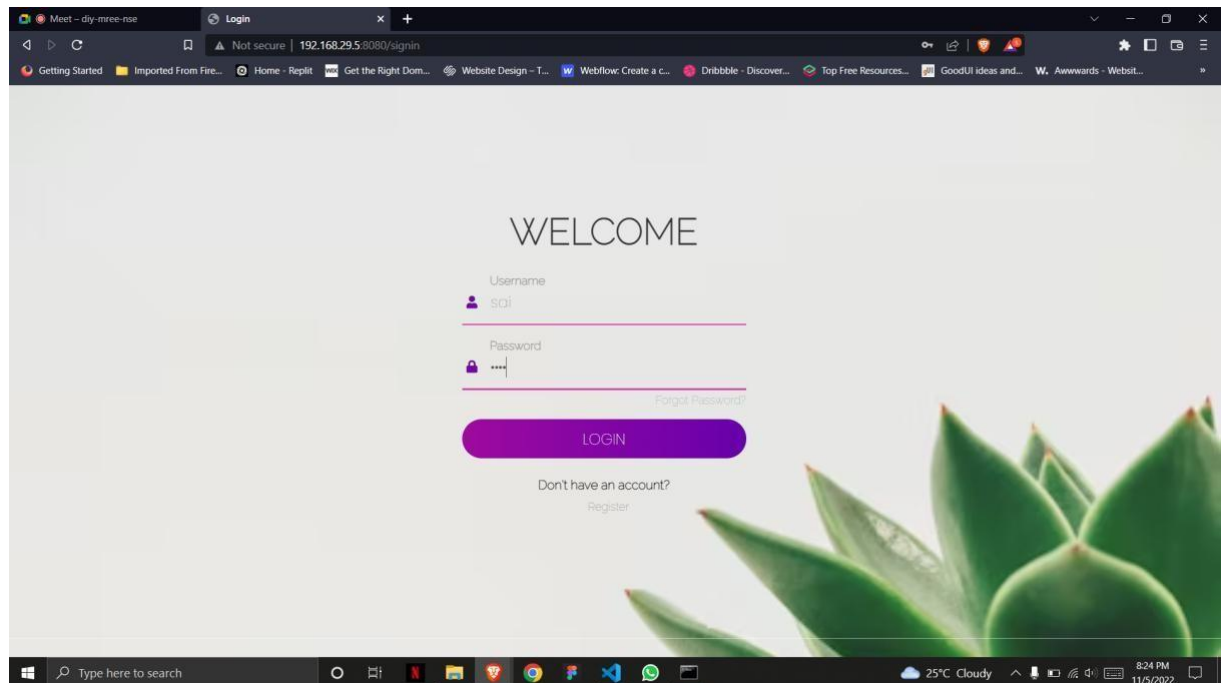 Meet – diy-mree-nse
Login
Not secure | 192.168.29.5:8080/signin
Getting Started
Imported From Fire...
Home - Replit
Get the Right Dom...
Website Design – T...
Webflow: Create a c...
Dribbble - Discover...
Top Free Resources...
GoodUI ideas and...
W. Awwwards - Websit...
WELCOME
Username
sai
Password
••••
Forgot Password?
LOGIN
Don't have an account?
Register
Type here to search
25°C Cloudy
8:24 PM
11/5/2022